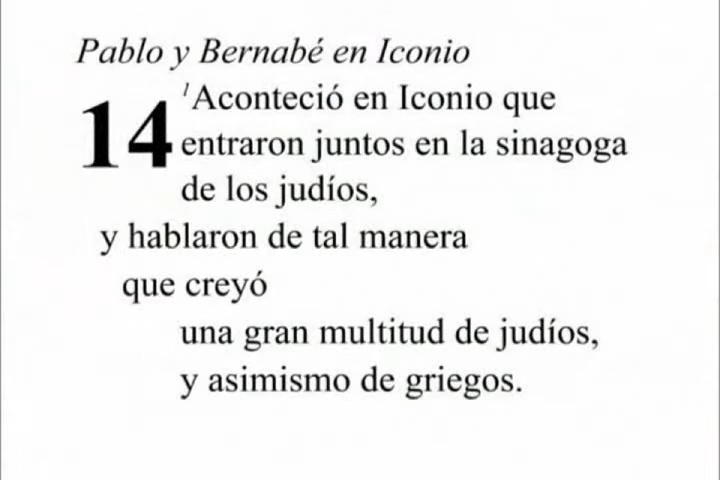 Pablo y Bernabé en Iconio
14 1Aconteció en Iconio que
entraron juntos en la sinagoga
de los judíos,
y hablaron de tal manera
que creyó
una gran multitud de judíos,
y asimismo de griegos.